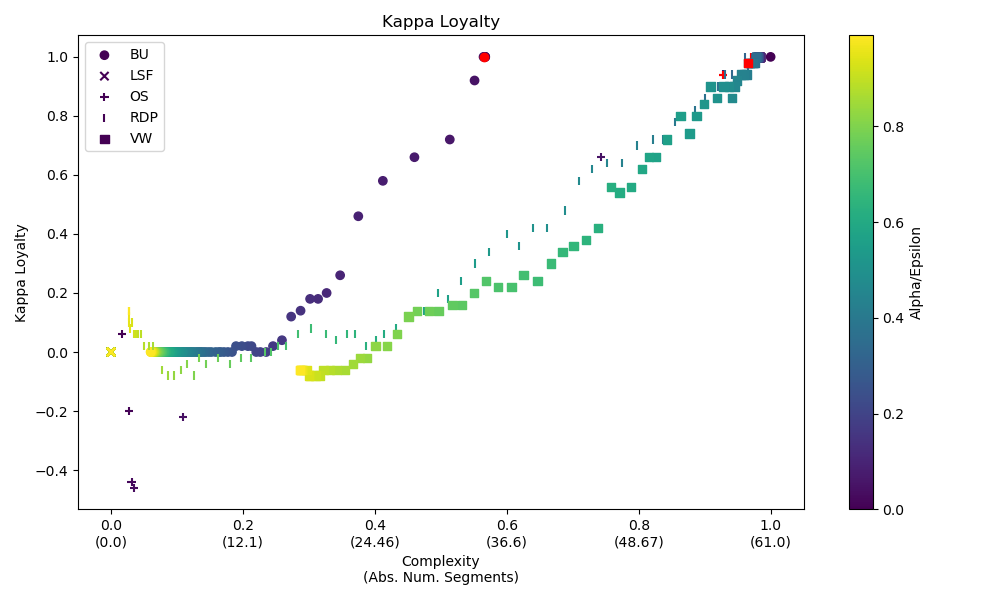 Kappa Loyalty
BU
LSF
OS
RDP
VW
Kappa Loyalty
1.0
0.8
0.6
0.4
0.2
0.0
−0.2
−0.4
0.0
(0.0)
0.2
(12.1)
0.4
(24.46)
0.6
(36.6)
0.8
(48.67)
1.0
(61.0)
Complexity
(Abs. Num. Segments)
0.8
0.6
0.4
0.2
0.0
Alpha/Epsilon